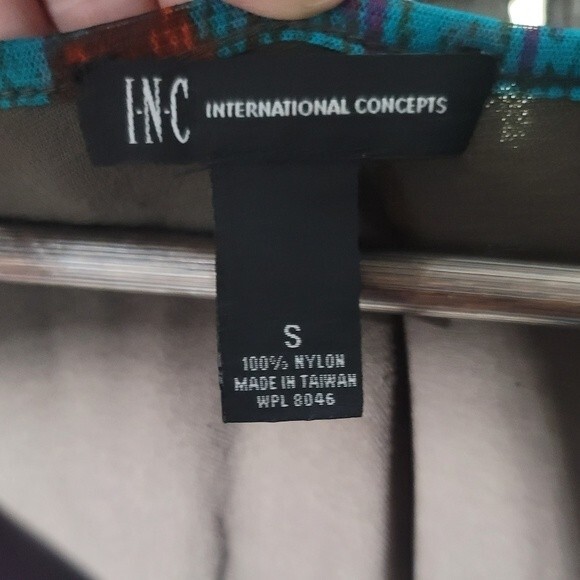 I·N·C INTERNATIONAL CONCEPTS
S
100% NYLON
MADE IN TAIWAN
WPL 8046